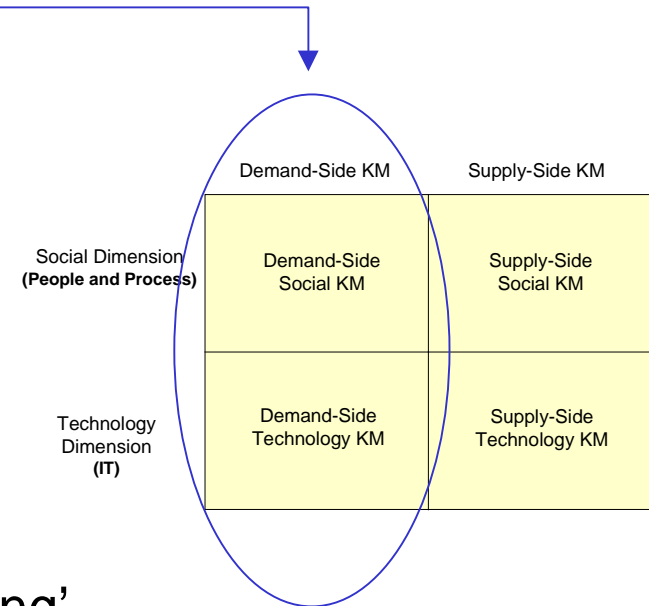 Demand-Side KM
Supply-Side KM
Social Dimension
(People and Process)
Demand-Side
Social KM
Supply-Side
Social KM
Technology
Dimension
(IT)
Demand-Side
Technology KM
Supply-Side
Technology KM